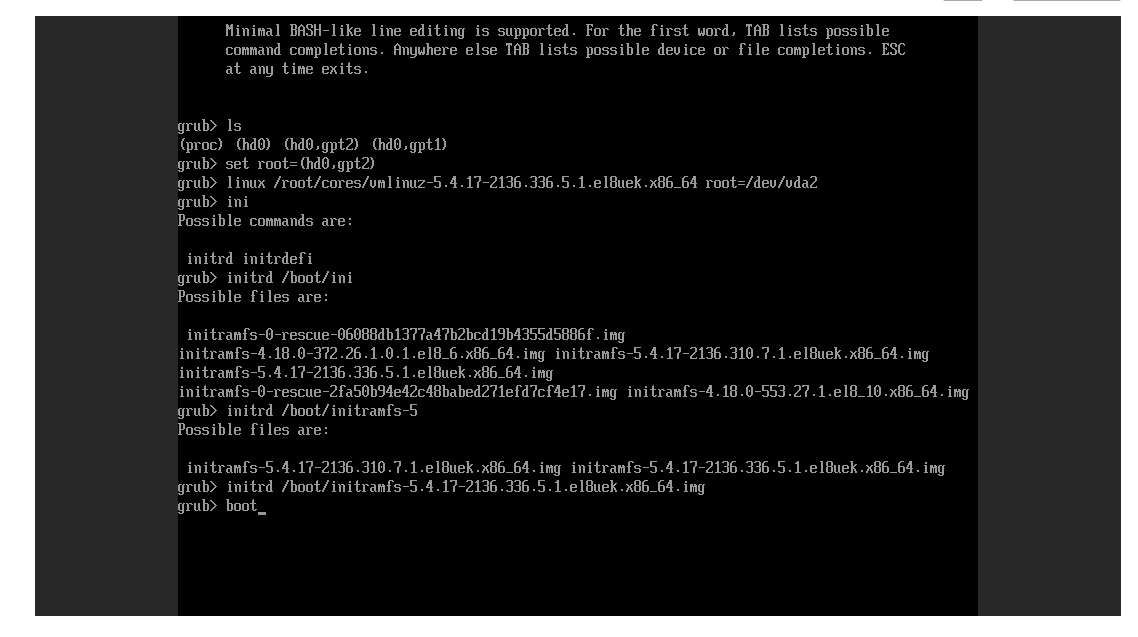 Minimal BASH-like line editing is supported. For the first word, TAB lists possible
command completions. Anywhere else TAB lists possible device or file completions. ESC
at any time exits.
grub> ls
(proc) (hd0) (hd0,gpt2) (hd0,gpt1)
grub> set root=(hd0,gpt2)
grub> linux /root/cores/vmlinuz-5.4.17-2136.336.5.1.el8uek.x86_64 root=/dev/vda2
grub> ini
Possible commands are:
initrd initrdefi
grub> initrd /boot/ini
Possible files are:
initramfs-0-rescue-06088db1377a47b2bcd19b4355d5886f.img
initramfs-4.18.0-372.26.1.0.1.el8_6.x86_64.img initramfs-5.4.17-2136.310.7.1.el8uek.x86_64.img
initramfs-5.4.17-2136.336.5.1.el8uek.x86_64.img
initramfs-0-rescue-2fa50b94e42c48babed271efd7cf4e17.img initramfs-4.18.0-553.27.1.el8_10.x86_64.img
grub> initrd /boot/initramfs-5
Possible files are:
initramfs-5.4.17-2136.310.7.1.el8uek.x86_64.img initramfs-5.4.17-2136.336.5.1.el8uek.x86_64.img
grub> initrd /boot/initramfs-5.4.17-2136.336.5.1.el8uek.x86_64.img
grub> boot_